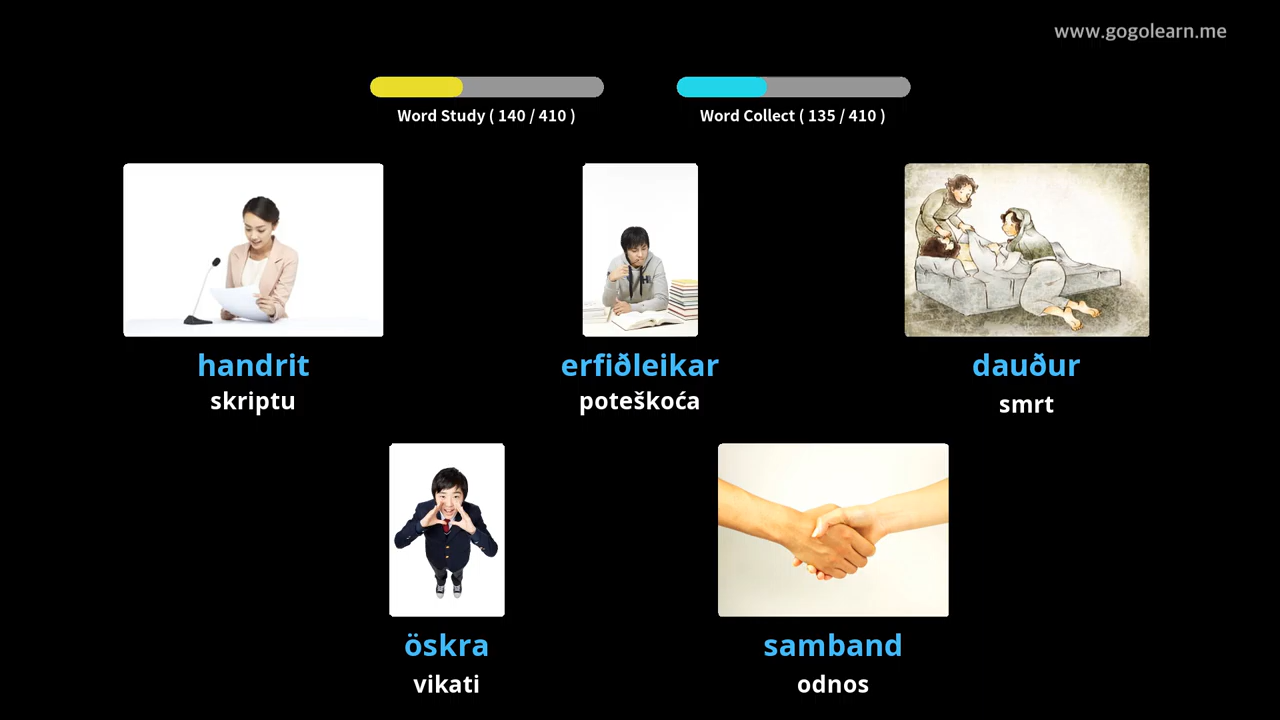 www.gogolearn.me
Word Study ( 140 / 410 )
Word Collect ( 135 / 410 )
handrit
skriptu
erfiðleikar
poteškoća
dauður
smrt
öskra
vikati
samband
odnos